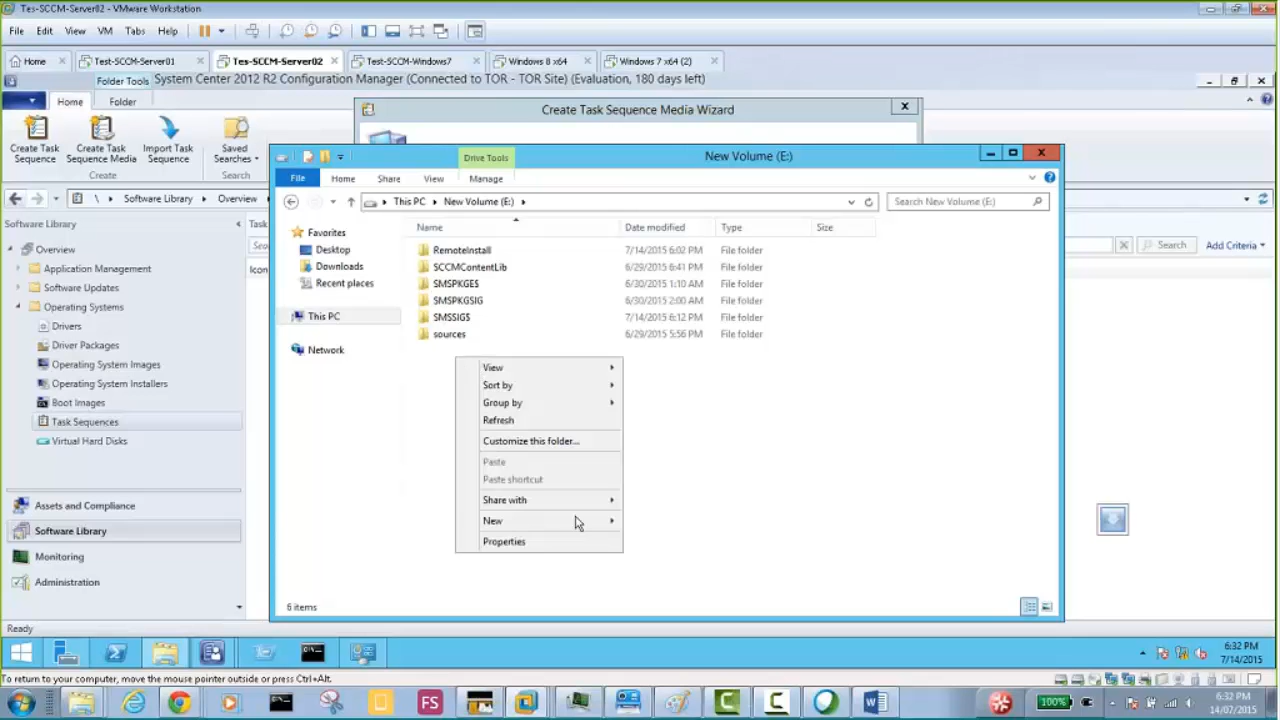 Tes-SCCM-Server02 - VMware Workstation
File Edit View VM Tabs Help
Home Test-SCCM-Server01 Tes-SCCM-Server02 Test-SCCM-Windows7 Windows 8 x64 Windows 7 x64 (2)
Folder Tools System Center 2012 R2 Configuration Manager (Connected to TOR - TOR Site) (Evaluation, 180 days left)
Home Folder
Create Task Sequence Media Wizard
Create Task Sequence
Create Task Sequence Media
Import Task Sequence
Saved Searches
Create Search
Drive Tools New Volume (E:)
File Home Share View Manage
\ Software Library Overview
This PC New Volume (E:) Search New Volume (E:)
Software Library Task
Name Date modified Type Size
Search Add Criteria
Icon
Overview
Application Management
Software Updates
Operating Systems
Drivers
Driver Packages
Operating System Images
Operating System Installers
Boot Images
Task Sequences
Virtual Hard Disks
Favorites
Desktop
Downloads
Recent places
This PC
Network
RemoteInstall 7/14/2015 6:02 PM File folder
SCCMContentLib 6/29/2015 6:41 PM File folder
SMSPKGE$ 6/30/2015 1:10 AM File folder
SMSPKGSIG 6/30/2015 2:00 AM File folder
SMSSIG$ 7/14/2015 6:12 PM File folder
sources 6/29/2015 5:56 PM File folder
View
Sort by
Group by
Refresh
Customize this folder...
Paste
Paste shortcut
Share with
New
Properties
Assets and Compliance
Software Library
Monitoring
Administration
6 items
Ready
6:32 PM
7/14/2015
To return to your computer, move the mouse pointer outside or press Ctrl+Alt.
FS
100%
6:32 PM
14/07/2015